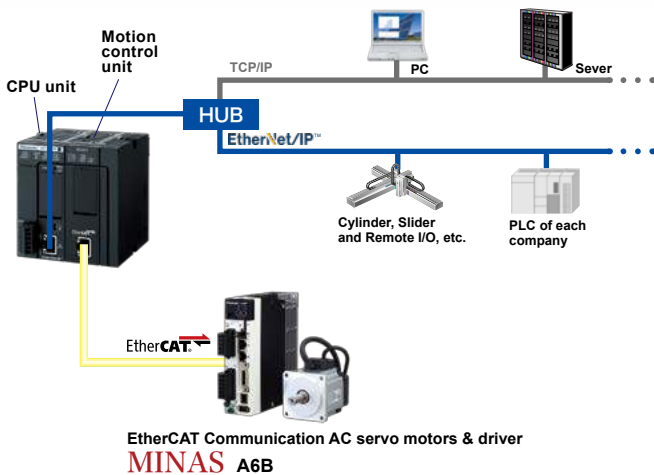 Motion
control
unit
CPU unit
TCP/IP
PC
Sever
HUB
EtherNet/IP™
Cylinder, Slider
and Remote I/O, etc.
PLC of each
company
EtherCAT®
EtherCAT Communication AC servo motors & driver
MINAS A6B